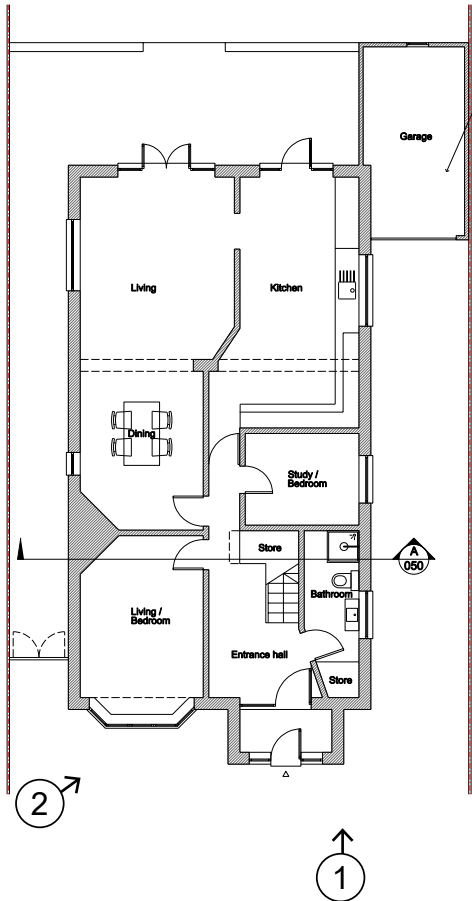 Garage
Living
Kitchen
Dining
Study /
Bedroom
Store
A
050
Bathroom
Living /
Bedroom
Entrance hall
Store
2
1